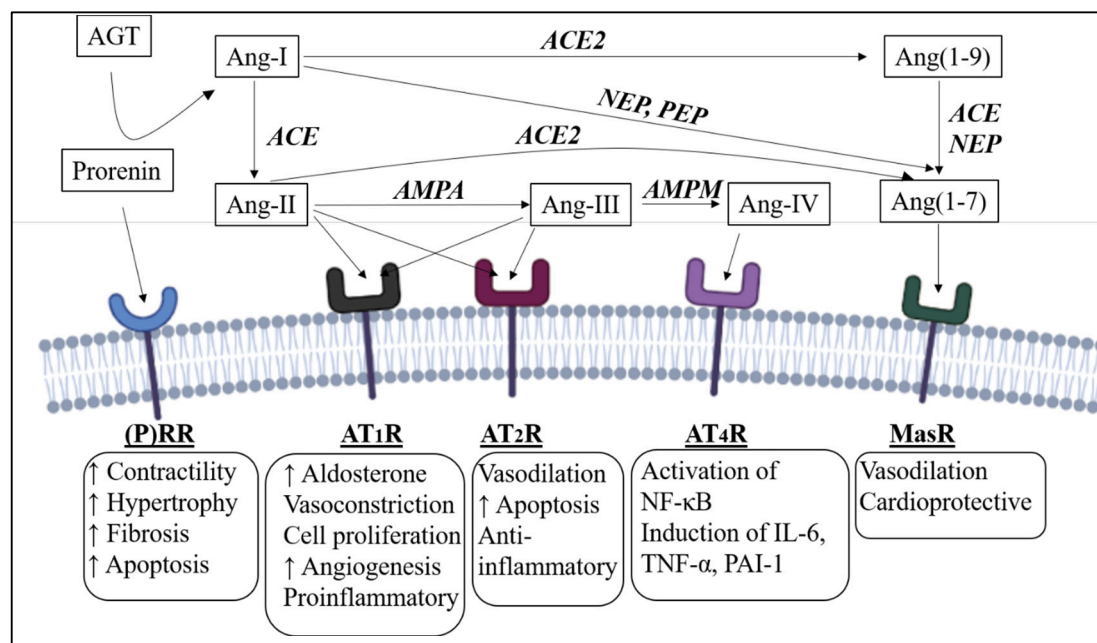 AGT
Ang-I
ACE2
Ang(1-9)
NEP, PEP
ACE
NEP
ACE
ACE2
Prorenin
Ang-II
AMPA
Ang-III
AMPM
Ang-IV
Ang(1-7)
(P)RR
↑ Contractility
↑ Hypertrophy
↑ Fibrosis
↑ Apoptosis
AT1R
↑ Aldosterone
Vasoconstriction
Cell proliferation
↑ Angiogenesis
Proinflammatory
AT2R
Vasodilation
↑ Apoptosis
Anti-
inflammatory
AT4R
Activation of
NF-κB
Induction of IL-6,
TNF-α, PAI-1
MasR
Vasodilation
Cardioprotective